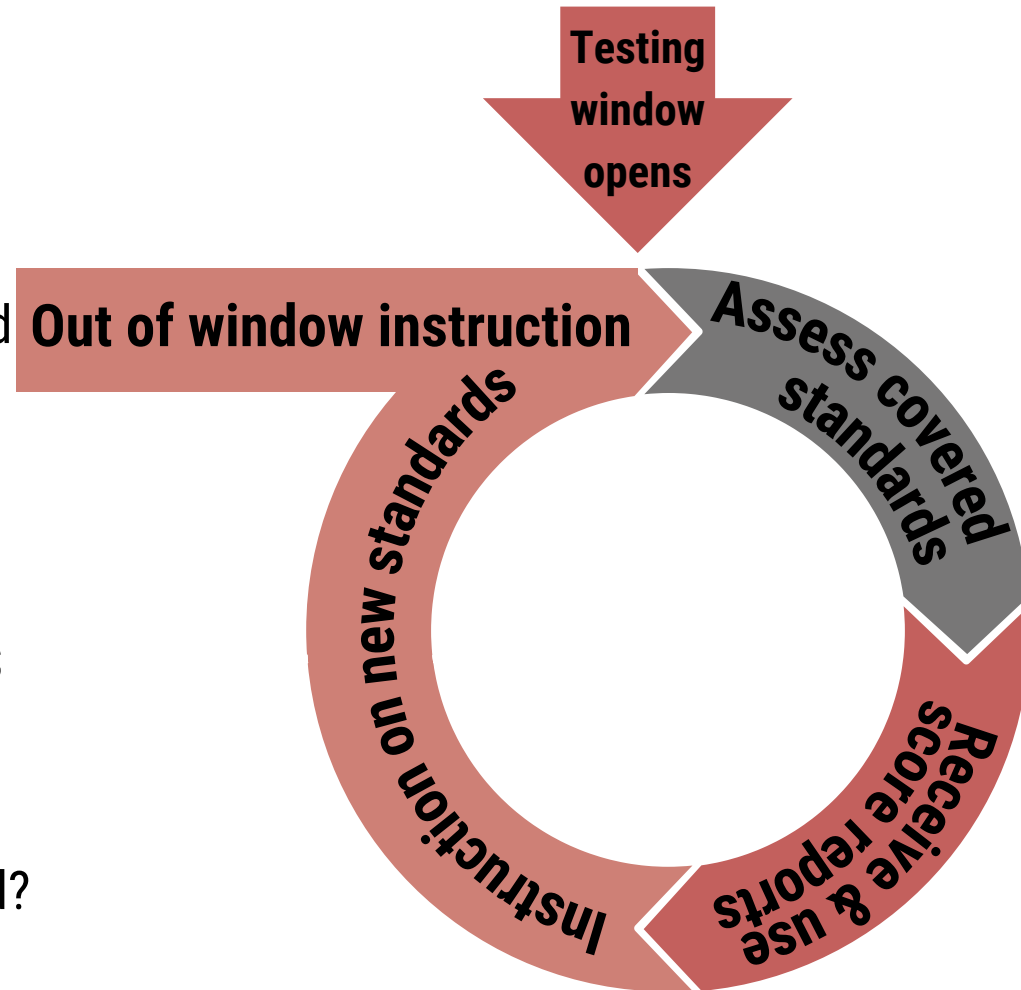 Testing
window
opens
Out of window instruction
Assess covered
standards
Receive & use
score reports
Instruction on new standards